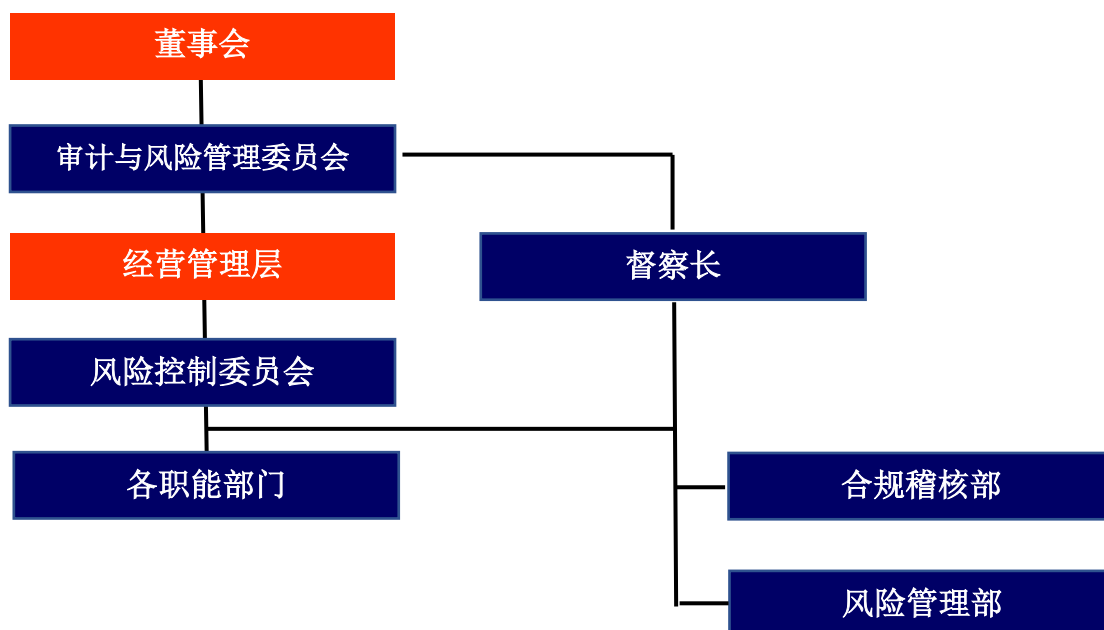 董事会
审计与风险管理委员会
经营管理层
督察长
风险控制委员会
各职能部门
合规稽核部
风险管理部